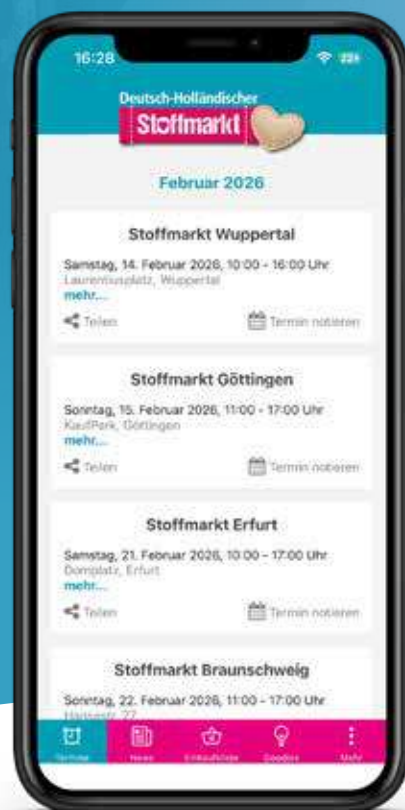 16:28
Deutsch-Holländischer
Stoffmarkt
Februar 2026
Stoffmarkt Wuppertal
Samstag, 14. Februar 2026, 10:00 - 16:00 Uhr
Laurentiusplatz, Wuppertal
mehr...
Teilen
Termin notieren
Stoffmarkt Göttingen
Sonntag, 15. Februar 2026, 11:00 - 17:00 Uhr
KaufPark, Göttingen
mehr...
Teilen
Termin notieren
Stoffmarkt Erfurt
Samstag, 21. Februar 2026, 10:00 - 17:00 Uhr
Domplatz, Erfurt
mehr...
Teilen
Termin notieren
Stoffmarkt Braunschweig
Sonntag, 22. Februar 2026, 11:00 - 17:00 Uhr
Termine
News
Einkaufsliste
Goodies
Mehr